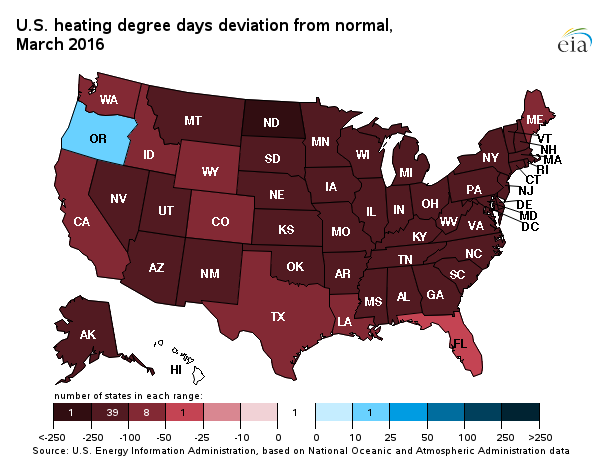 U.S. heating degree days deviation from normal,
March 2016
eia
WA
MT
ND
ME
OR
MN
VT
ID
SD
WI
NH
WY
MI
NY
MA
RI
CT
NV
NE
IA
PA
NJ
UT
IL
IN
OH
DE
CA
CO
KS
MO
WV
VA
MD
DC
KY
AZ
NM
OK
AR
TN
NC
SC
MS
AL
GA
TX
LA
AK
FL
HI
number of states in each range:
1 39 8 1 1 1
<-250 -250 -100 -50 -25 -10 0 0 10 25 50 100 250 >250
Source: U.S. Energy Information Administration, based on National Oceanic and Atmospheric Administration data